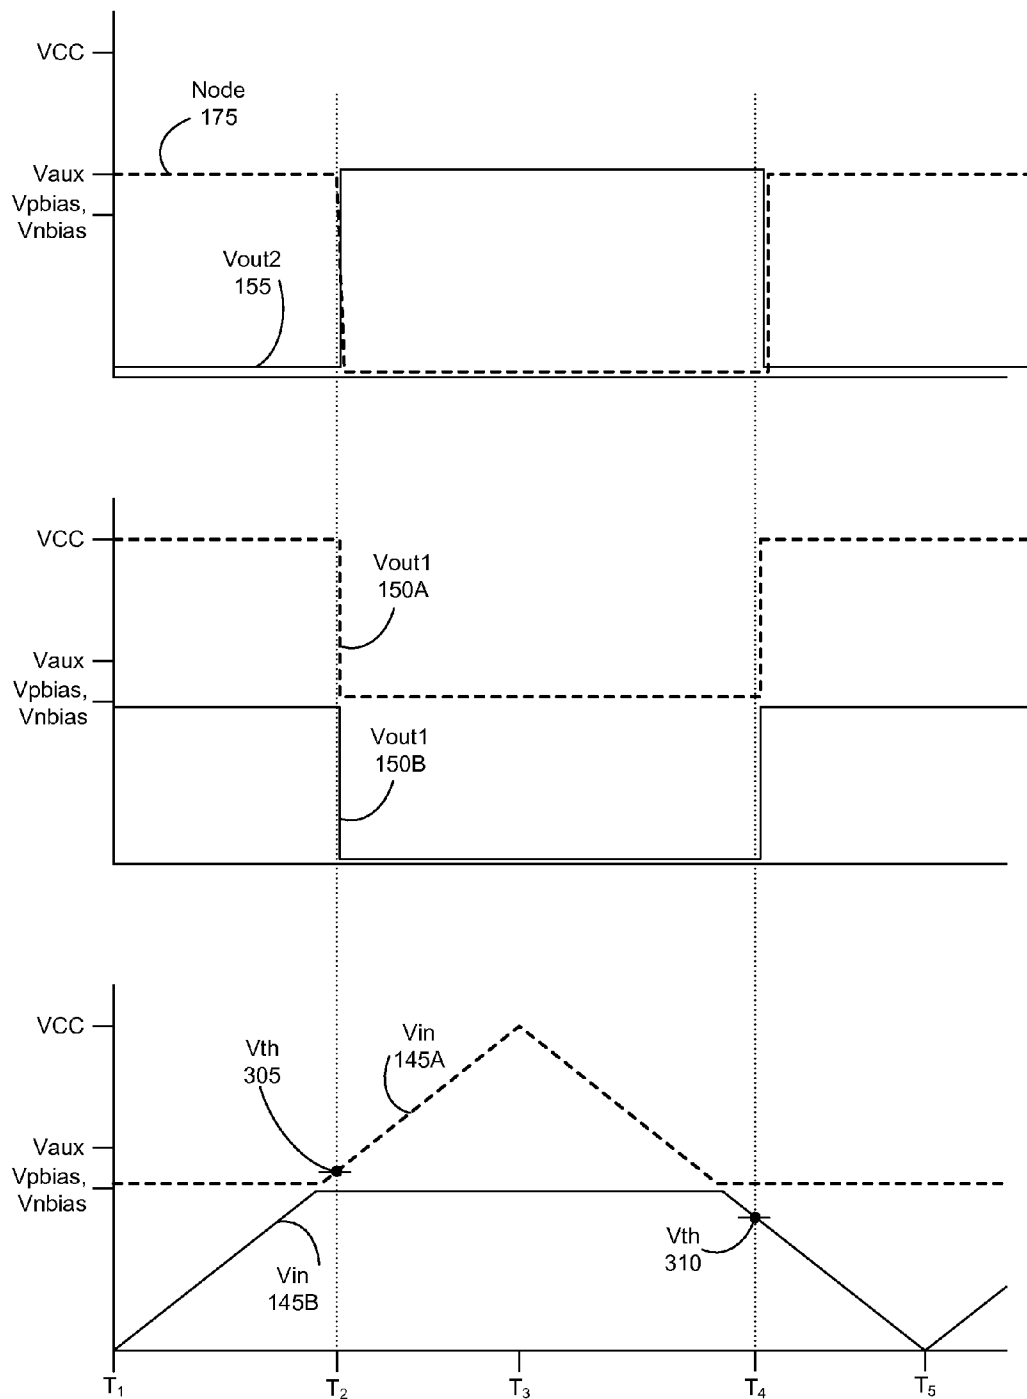 VCC
Node
175
Vaux
Vpbias,
Vnbias
Vout2
155
VCC
Vout1
150A
Vaux
Vpbias,
Vnbias
Vout1
150B
VCC
Vin
145A
Vth
305
Vaux
Vpbias,
Vnbias
Vth
310
Vin
145B
T1 T2 T3 T4 T5